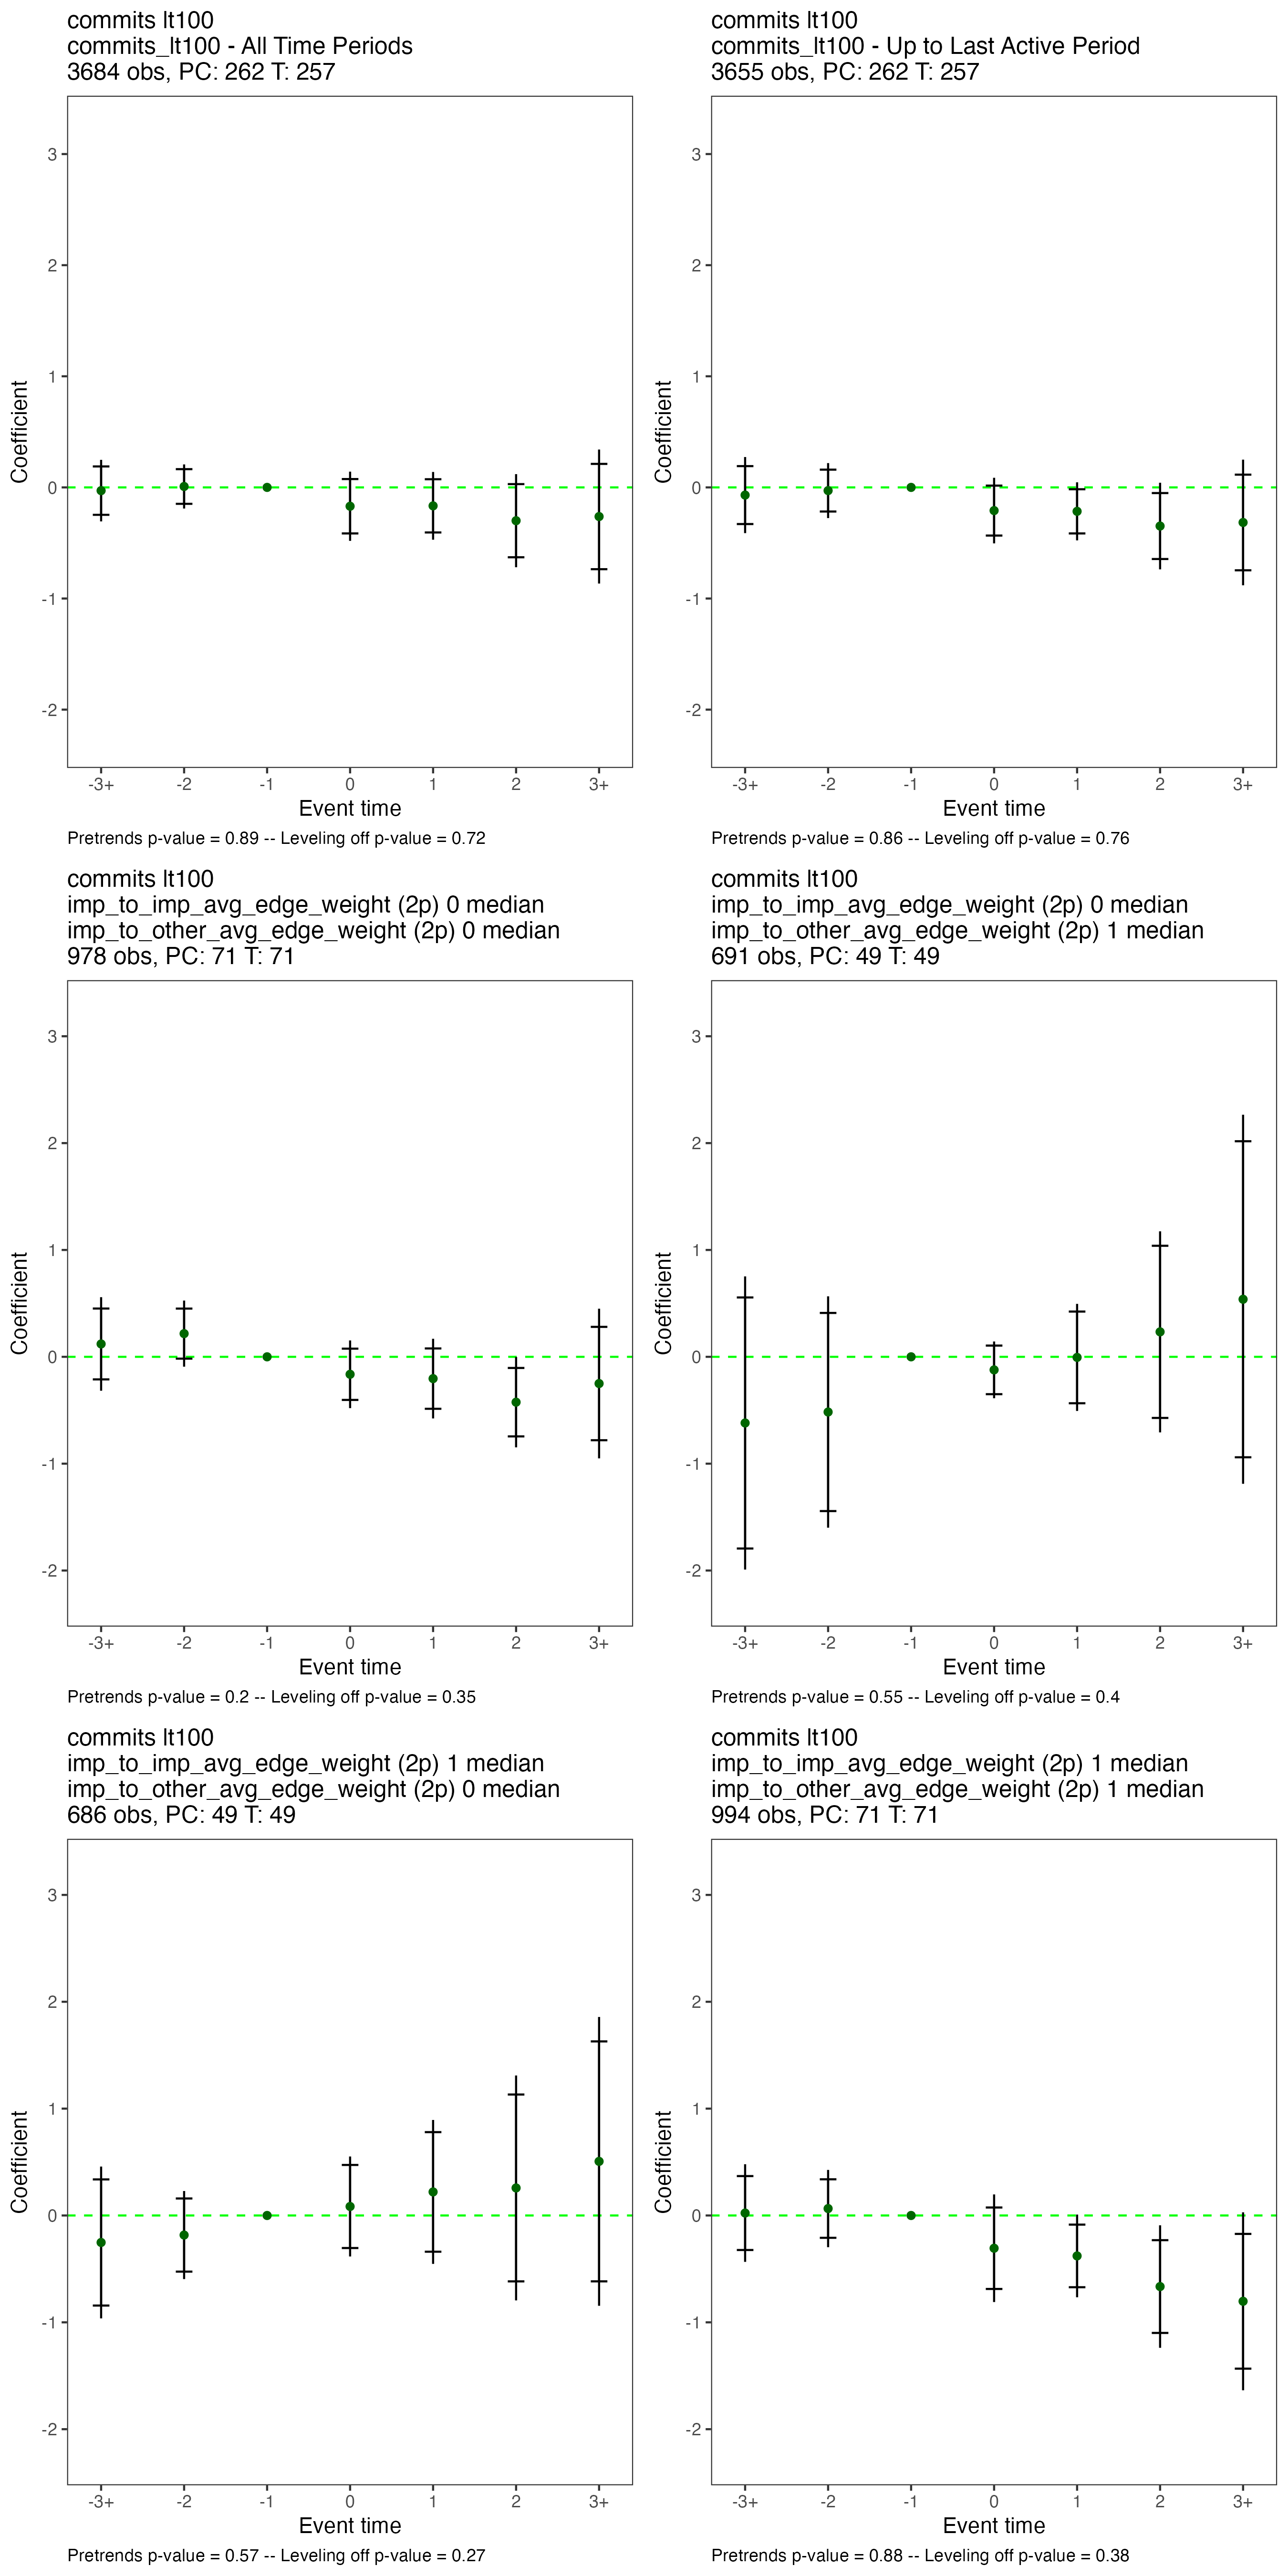 commits lt100
commits_lt100 - All Time Periods
3684 obs, PC: 262 T: 257
3
2
1
0
-1
-2
Coefficient
-3+ -2 -1 0 1 2 3+
Event time
Pretrends p-value = 0.89 -- Leveling off p-value = 0.72
commits lt100
commits_lt100 - Up to Last Active Period
3655 obs, PC: 262 T: 257
3
2
1
0
-1
-2
Coefficient
-3+ -2 -1 0 1 2 3+
Event time
Pretrends p-value = 0.86 -- Leveling off p-value = 0.76
commits lt100
imp_to_imp_avg_edge_weight (2p) 0 median
imp_to_other_avg_edge_weight (2p) 0 median
978 obs, PC: 71 T: 71
3
2
1
0
-1
-2
Coefficient
-3+ -2 -1 0 1 2 3+
Event time
Pretrends p-value = 0.2 -- Leveling off p-value = 0.35
commits lt100
imp_to_imp_avg_edge_weight (2p) 0 median
imp_to_other_avg_edge_weight (2p) 1 median
691 obs, PC: 49 T: 49
3
2
1
0
-1
-2
Coefficient
-3+ -2 -1 0 1 2 3+
Event time
Pretrends p-value = 0.55 -- Leveling off p-value = 0.4
commits lt100
imp_to_imp_avg_edge_weight (2p) 1 median
imp_to_other_avg_edge_weight (2p) 0 median
686 obs, PC: 49 T: 49
3
2
1
0
-1
-2
Coefficient
-3+ -2 -1 0 1 2 3+
Event time
Pretrends p-value = 0.57 -- Leveling off p-value = 0.27
commits lt100
imp_to_imp_avg_edge_weight (2p) 1 median
imp_to_other_avg_edge_weight (2p) 1 median
994 obs, PC: 71 T: 71
3
2
1
0
-1
-2
Coefficient
-3+ -2 -1 0 1 2 3+
Event time
Pretrends p-value = 0.88 -- Leveling off p-value = 0.38